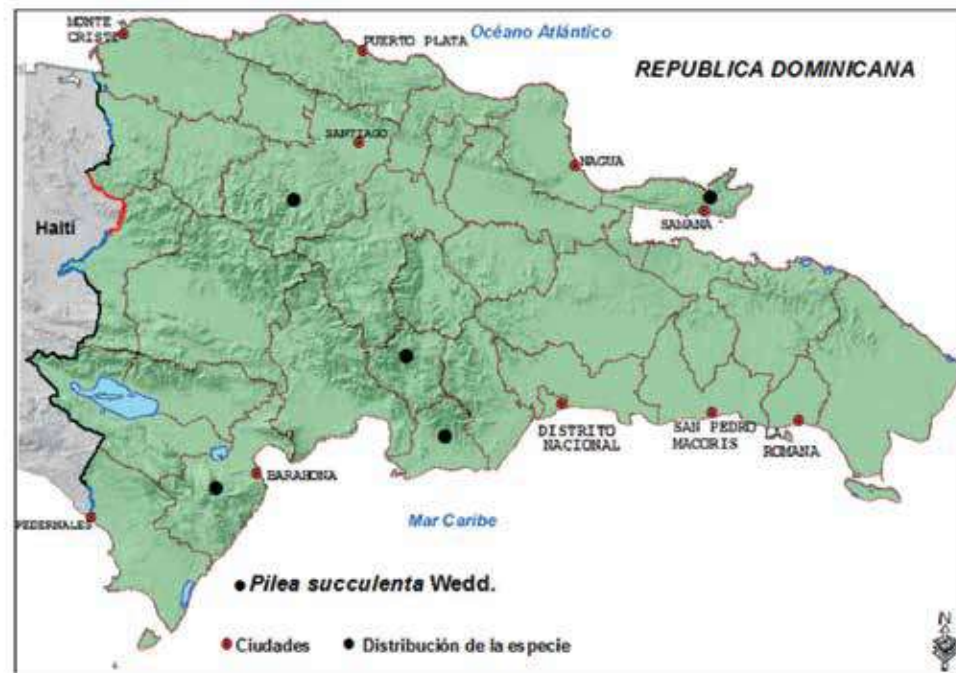 MONTE
CRISTI
PUERTO PLATA
Océano Atlántico
REPUBLICA DOMINICANA
SANTIAGO
NAGUA
SAMANA
Haití
DISTRITO
NACIONAL
SAN PEDRO
MACORIS
LA
ROMANA
BARAHONA
PEDERNALES
Mar Caribe
Pilea succulenta Wedd.
Ciudades
Distribución de la especie
N